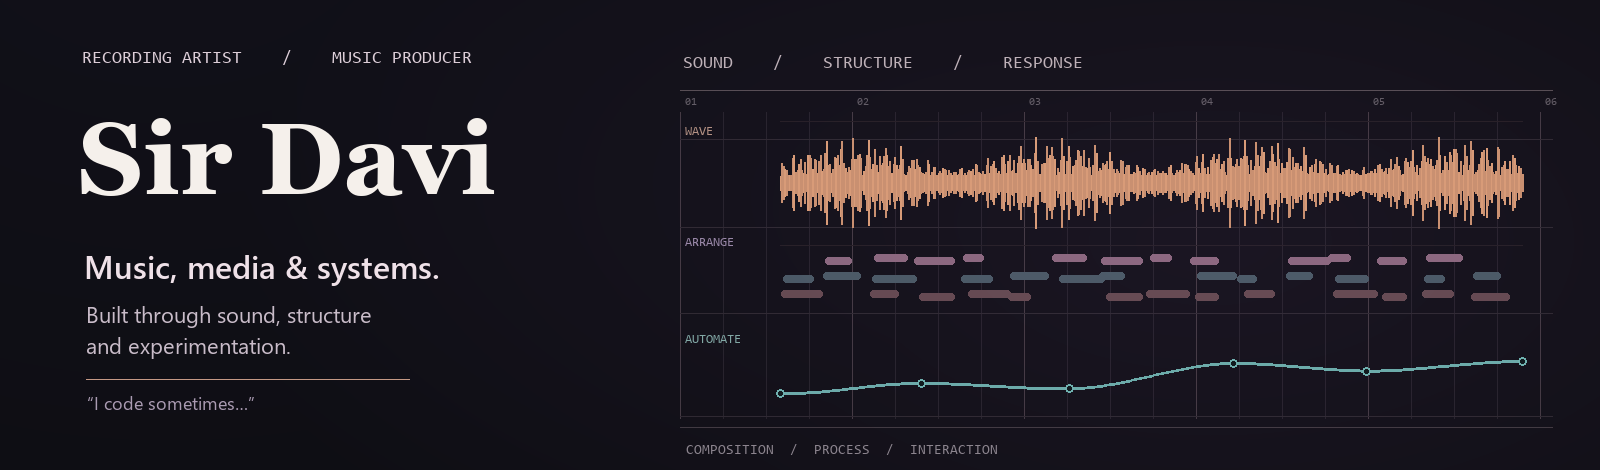 RECORDING ARTIST / MUSIC PRODUCER
Sir Davi
Music, media & systems.
Built through sound, structure
and experimentation.
“I code sometimes...”
SOUND / STRUCTURE / RESPONSE
01 02 03 04 05 06
WAVE
ARRANGE
AUTOMATE
COMPOSITION / PROCESS / INTERACTION